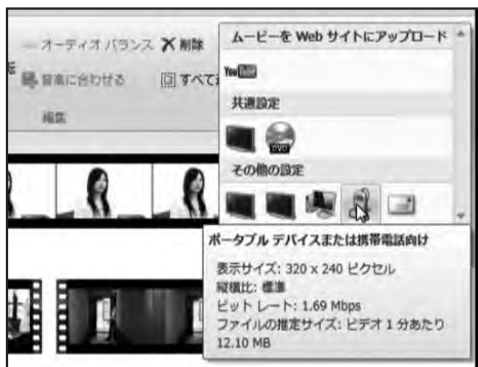 オーディオ バランス
削除
音楽に合わせる
すべて
編集
ムービーを Web サイトにアップロード
You Tube
共通設定
DVD
その他の設定
ポータブル デバイスまたは携帯電話向け
表示サイズ: 320 x 240 ピクセル
縦横比: 標準
ビット レート: 1.69 Mbps
ファイルの推定サイズ: ビデオ 1 分あたり
12.10 MB